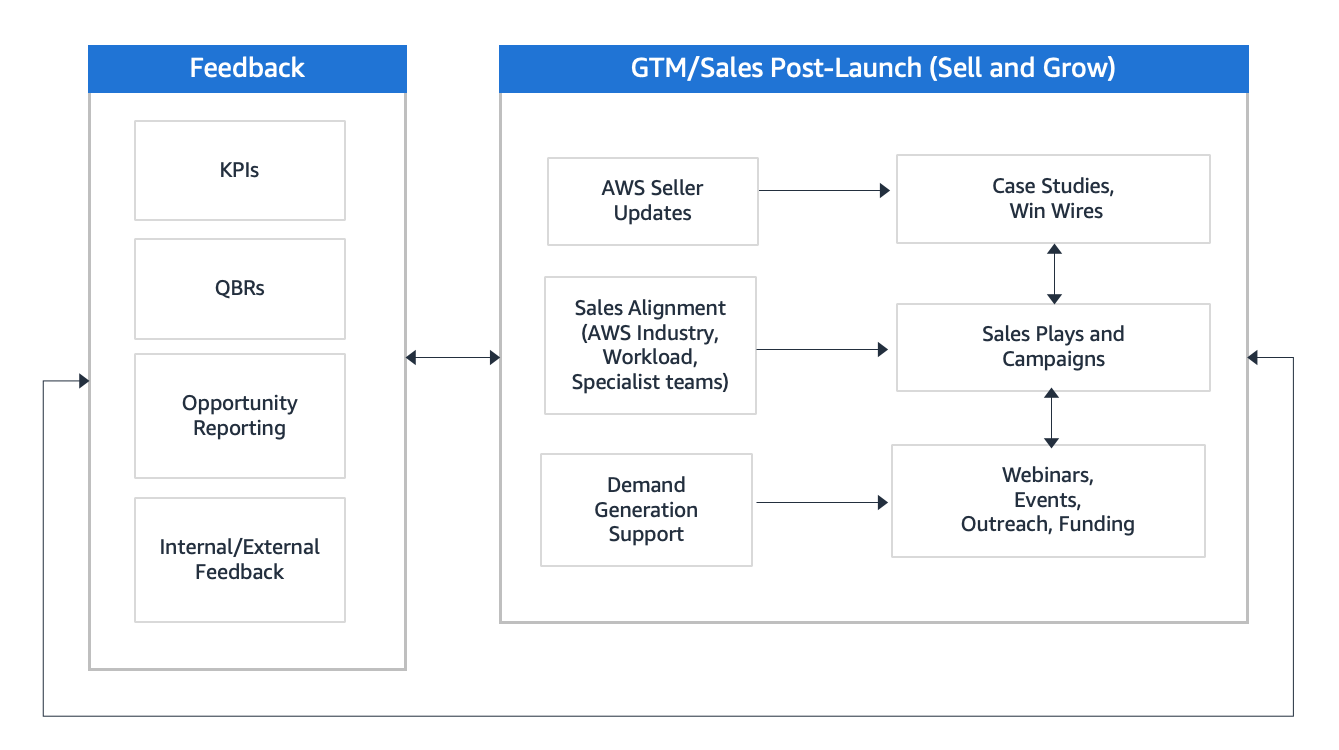 Feedback
KPIs
QBRs
Opportunity
Reporting
Internal/External
Feedback
GTM/Sales Post-Launch (Sell and Grow)
AWS Seller
Updates
Case Studies,
Win Wires
Sales Alignment
(AWS Industry,
Workload,
Specialist teams)
Sales Plays and
Campaigns
Demand
Generation
Support
Webinars,
Events,
Outreach, Funding